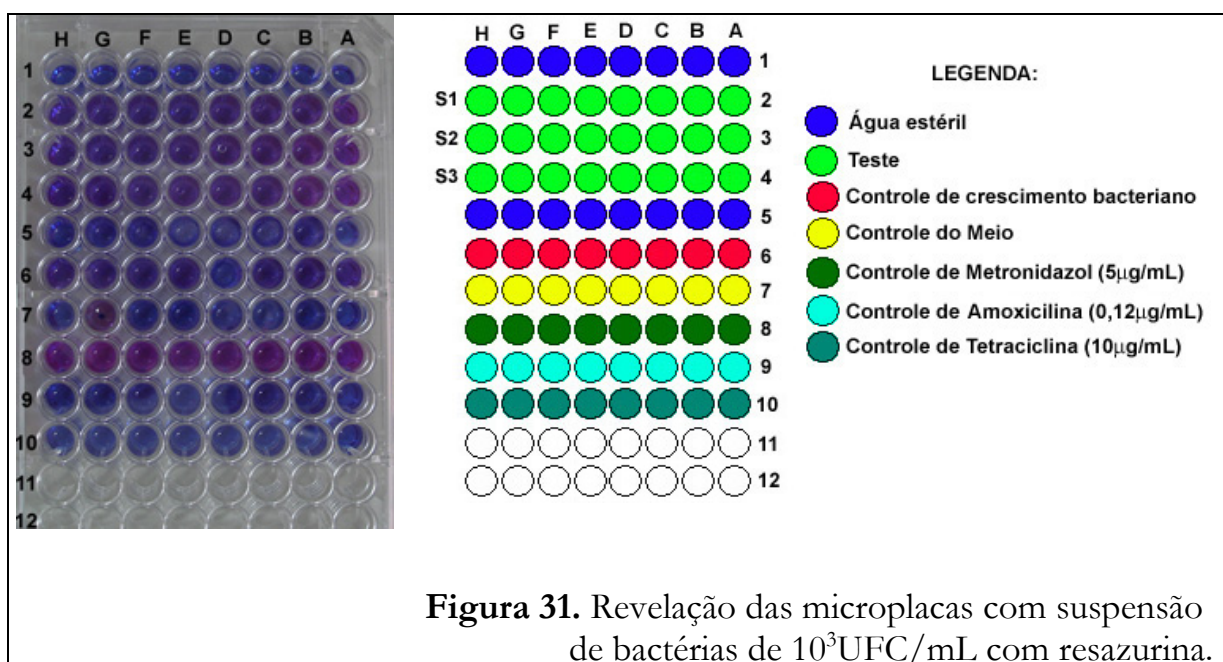 H G F E D C B A
1
2
3
4
5
6
7
8
9
10
11
12
H G F E D C B A
1
S1 2
S2 3
S3 4
5
6
7
8
9
10
11
12
LEGENDA:
Água estéril
Teste
Controle de crescimento bacteriano
Controle do Meio
Controle de Metronidazol (5µg/mL)
Controle de Amoxicilina (0,12µg/mL)
Controle de Tetraciclina (10µg/mL)
Figura 31. Revelação das microplacas com suspensão
de bactérias de 10³UFC/mL com resazurina.